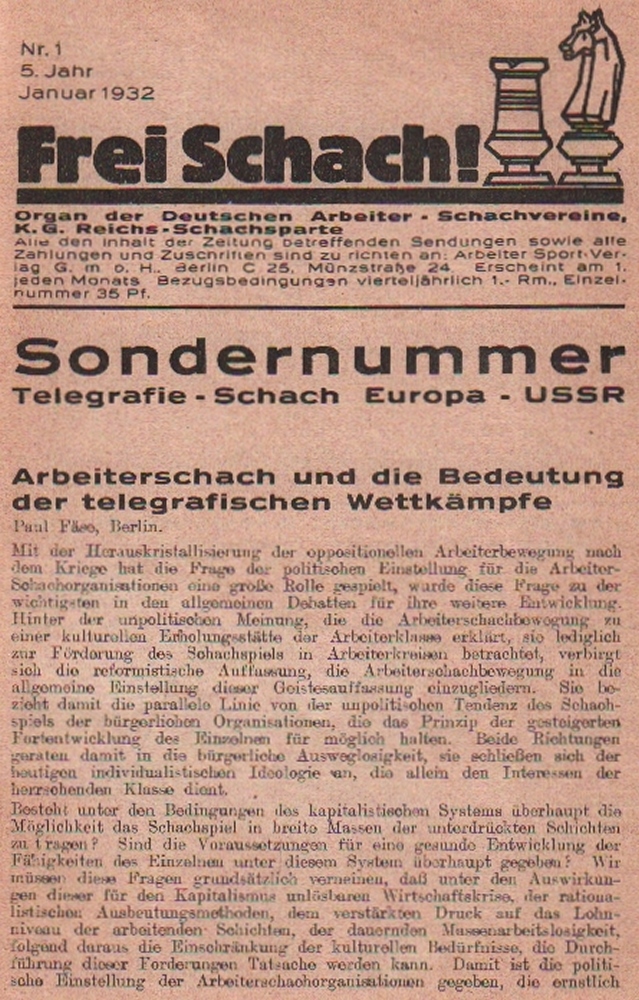 Nr. 1
5. Jahr
Januar 1932
Frei Schach!
Organ der Deutschen Arbeiter - Schachvereine,
K. G. Reichs - Schachsparte
Alle den Inhalt der Zeitung betreffenden Sendungen sowie alle
Zahlungen und Zuschriften sind zu richten an: Arbeiter Sport-Ver-
lag G. m. b. H., Berlin C 25, Münzstraße 24. Erscheint am 1.
jeden Monats. Bezugsbedingungen vierteljährlich 1.- Rm., Einzel-
nummer 35 Pf.
Sondernummer
Telegrafie - Schach Europa - USSR
Arbeiterschach und die Bedeutung
der telegrafischen Wettkämpfe
Paul Berlin.
Mit der Herauskristallisierung der oppositionellen Arbeiterbewegung nach
dem Kriege hat die Frage der politischen Einstellung für die Arbeiter-
Schachorganisationen eine große Rolle gespielt, wurde diese Frage zu der
wichtigsten in den allgemeinen Debatten für ihre weitere Entwicklung.
Hinter der unpolitischen Meinung, die die Arbeiterschachbewegung zu
einer kulturellen Erholungsstätte der Arbeiterklasse erklärt, sie lediglich
zur Förderung des Schachspiels in Arbeiterkreisen betrachtet, verbirgt
sich die reformistische Auffassung, die Arbeiterschachbewegung in die
allgemeine Einstellung dieser Geistesauffassung einzugliedern. Sie be-
zieht damit die parallele Linie von der unpolitischen Tendenz des Schach-
spiels der bürgerlichen Organisationen, die das Prinzip der gesteigerten
Fortentwicklung des Einzelnen für möglich halten. Beide Richtungen
geraten damit in die bürgerliche Ausweglosigkeit, sie schließen sich der
heutigen individualistischen Ideologie an, die allein den Interessen der
herrschenden Klasse dient.
Besteht unter den Bedingungen des kapitalistischen Systems überhaupt die
Möglichkeit das Schachspiel in breite Massen der unterdrückten Schichten
zu tragen? Sind die Voraussetzungen für eine gesunde Entwicklung der
Fähigkeiten des Einzelnen unter diesem System überhaupt gegeben? Wir
müssen diese Fragen grundsätzlich verneinen, daß unter den Auswirkun-
gen dieser für den Kapitalismus unlösbaren Wirtschaftskrise, der rationa-
listischen Ausbeutungsmethoden, dem verstärkten Druck auf das Lohn-
niveau der arbeitenden Schichten, der dauernden Massenarbeitslosigkeit,
folgend daraus die Einschränkung der kulturellen Bedürfnisse, die Durch-
führung dieser Forderungen Tatsache werden kann. Damit ist die politi-
sche Einstellung der Arbeiterschachorganisationen gegeben, die ernstlich